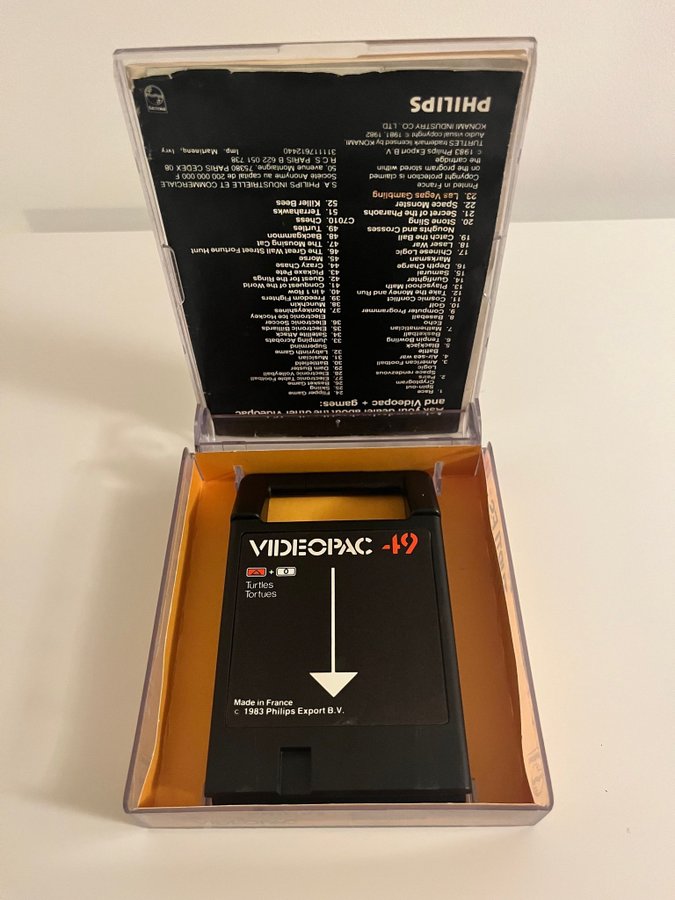 Ask your dealer about the other Videopac
and Videopac + games:
1. Race
Spin-out
Cryptogram
2. Pairs
Space rendezvous
Logic
3. American Football
4. Air-sea war
Battle
5. Blackjack
6. Tenpin Bowling
7. Mathematician
Echo
8. Baseball
9. Computer Programmer
10. Golf
11. Cosmic Conflict
12. Take the Money and Run
13. Playschool Math
14. Gunfighter
15. Samurai
16. Depth Charge
Marksman
17. Chinese Logic
18. Laser War
19. Catch the Ball
Noughts and Crosses
20. Stone Sling
21. Secret of the Pharaohs
22. Space Monster
23. Las Vegas Gambling
24. Flipper Game
25. Skiing
26. Basket Game
27. Electronic Table Football
28. Electronic Volleyball
29. Dam Buster
30. Battlefield
31. Musician
32. Labyrinth Game
Supermind
33. Jumping Acrobats
34. Satellite Attack
35. Electronic Billiards
36. Electronic Soccer
Electronic Ice Hockey
37. Monkeyshines
38. Munchkin
39. Freedom Fighters
40. 4 in 1 Row
41. Conquest of the World
42. Quest for the Rings
43. Pickaxe Pete
44. Crazy Chase
45. Morse
46. The Great Wall Street Fortune Hunt
47. The Mousing Cat
48. Backgammon
49. Turtles
C7010. Chess
51. Terrahawks
52. Killer Bees
Printed in France
Copyright protection is claimed
on the program stored within
the cartridge
© 1983 Philips Export B.V.
TURTLES trademark licensed by KONAMI
Audio visual copyright 1981, 1982
KONAMI INDUSTRY CO. LTD
S.A. PHILIPS INDUSTRIELLE ET COMMERCIALE
Société Anonyme au capital de 200 000 000 F
50, avenue Montaigne, 75380 PARIS CEDEX 08
R.C.S. PARIS B 622 051 738
311117612440 Imp. Martinenq, Ivry
PHILIPS
VIDEOPAC 49
+ 0
Turtles
Tortues
Made in France
© 1983 Philips Export B.V.